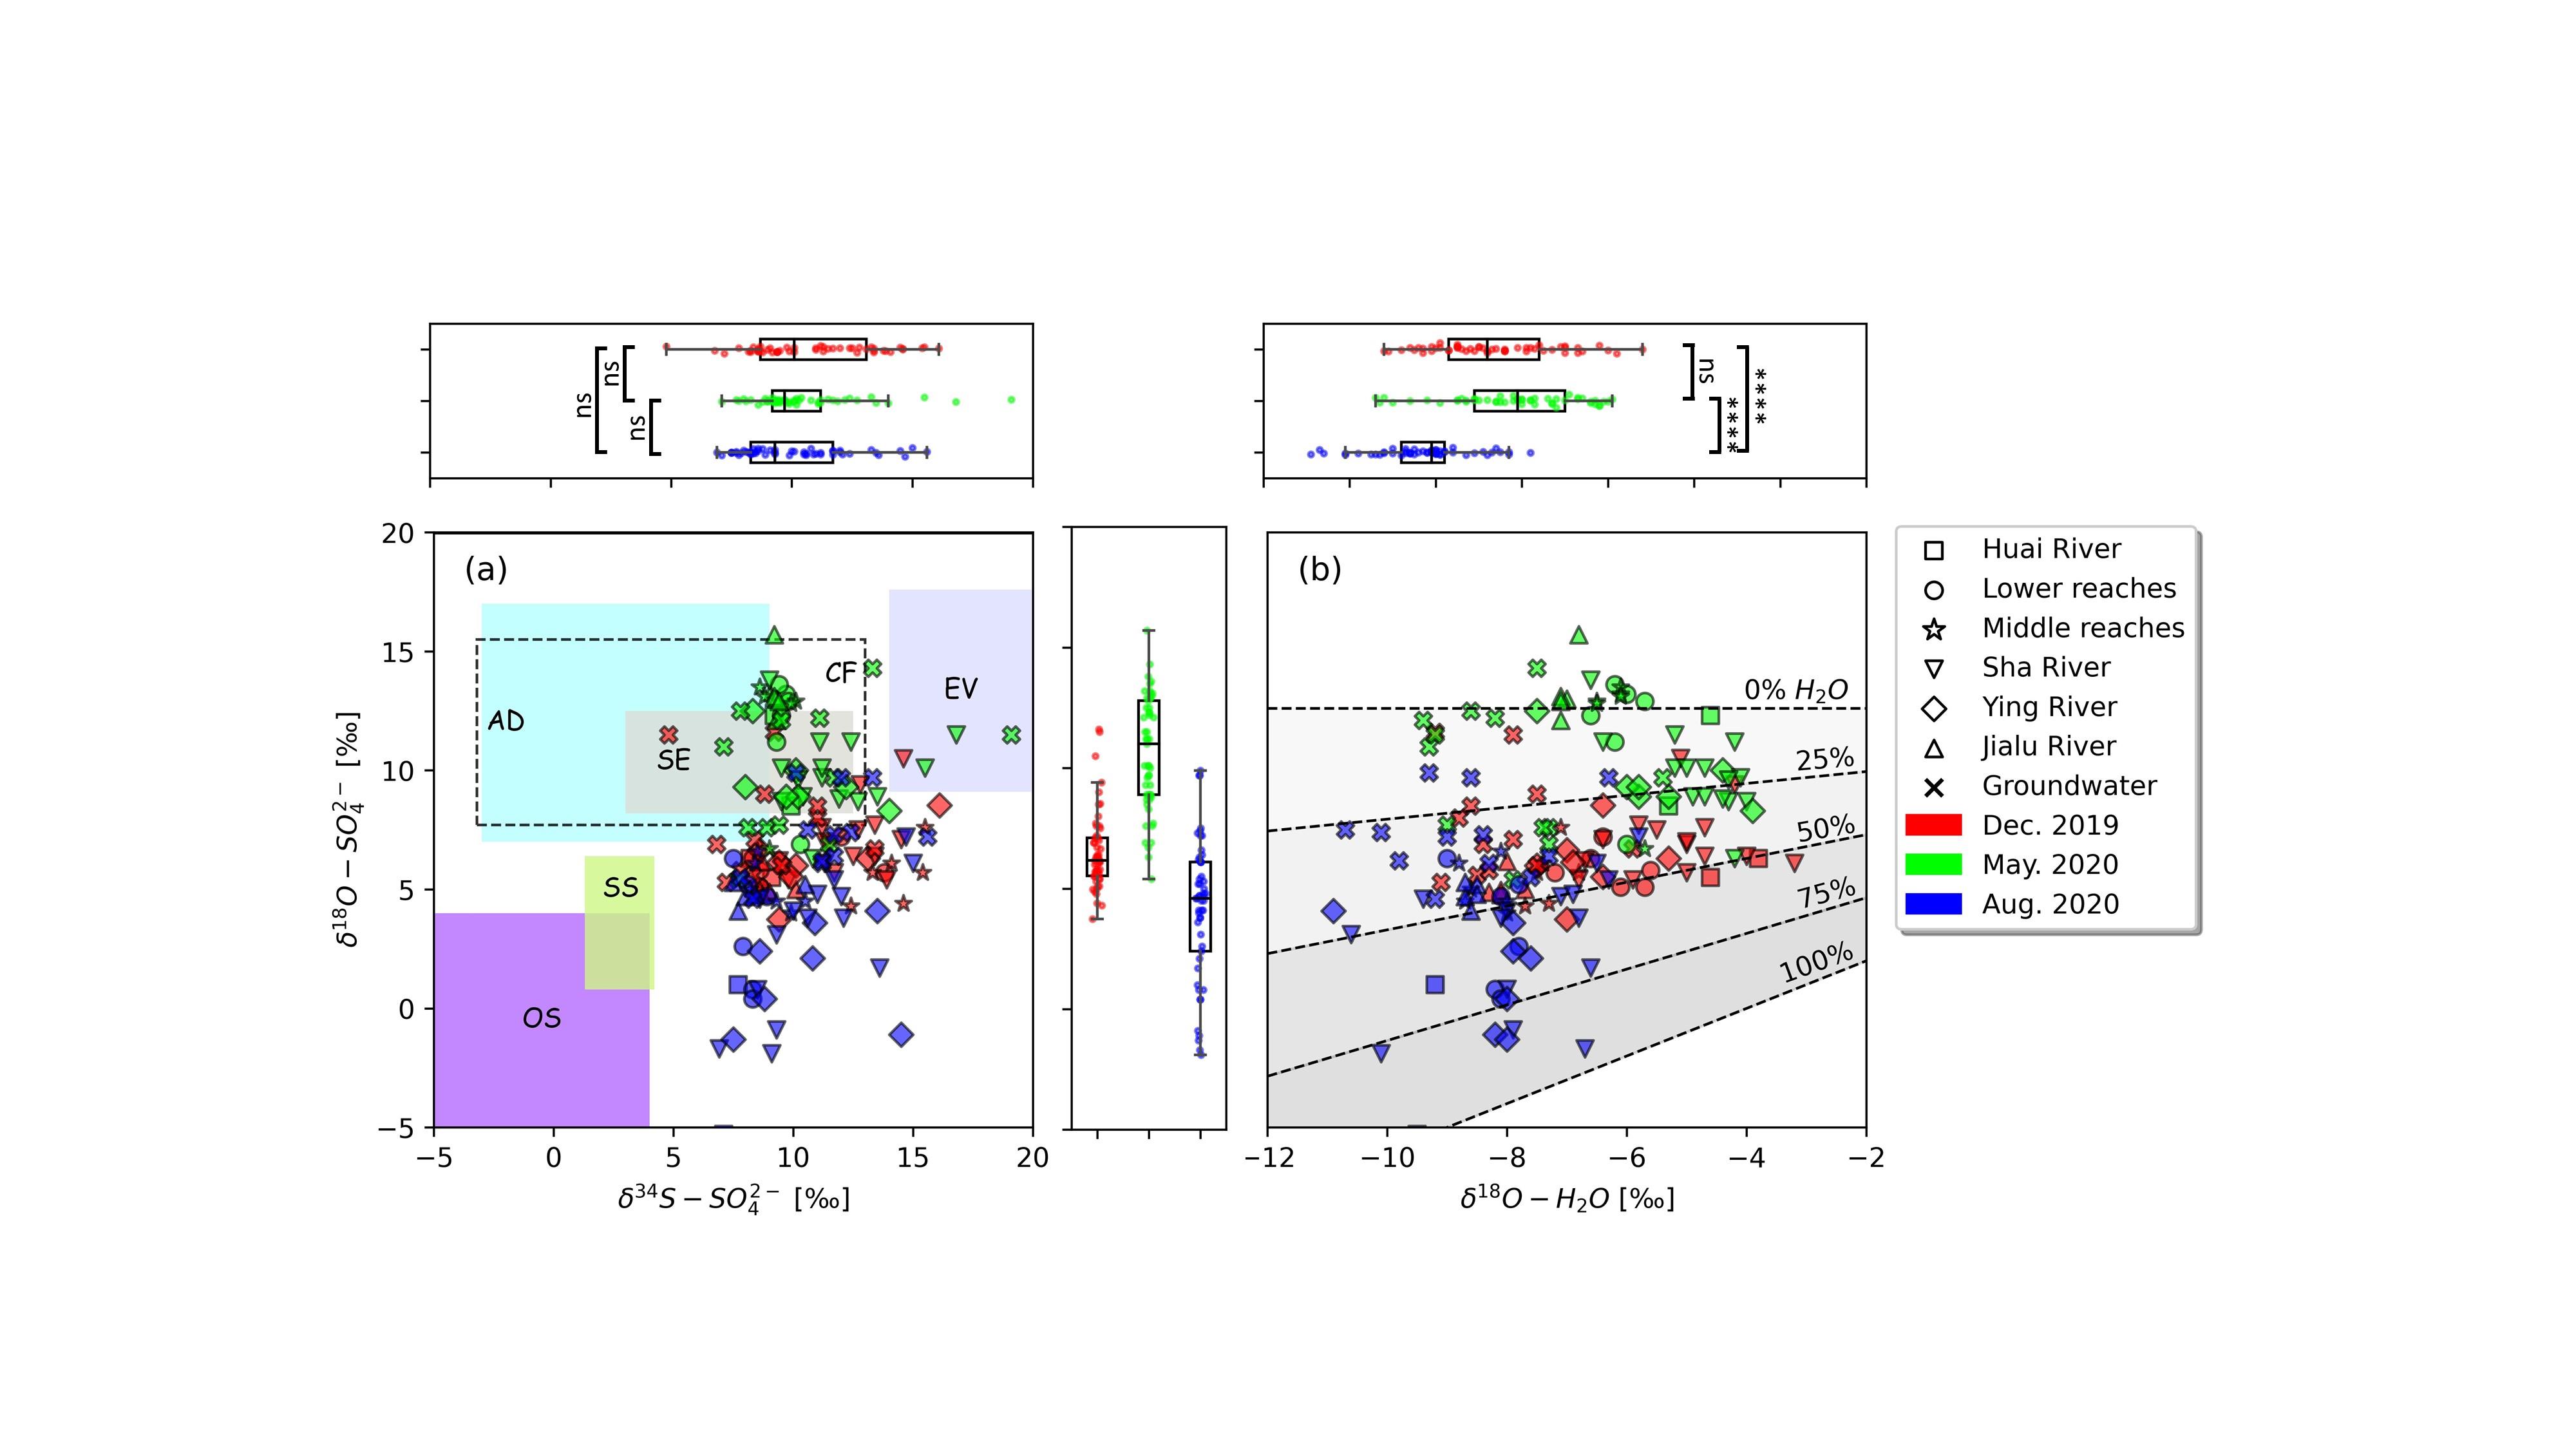 ns
ns
ns
ns
****
****
20
15
10
5
0
−5
δ¹⁸O − SO₄²⁻ [‰]
(a)
AD
CF
EV
SE
SS
OS
−5
0
5
10
15
20
δ³⁴S − SO₄²⁻ [‰]
(b)
0% H₂O
25%
50%
75%
100%
−12
−10
−8
−6
−4
−2
δ¹⁸O − H₂O [‰]
Huai River
Lower reaches
Middle reaches
Sha River
Ying River
Jialu River
Groundwater
Dec. 2019
May. 2020
Aug. 2020